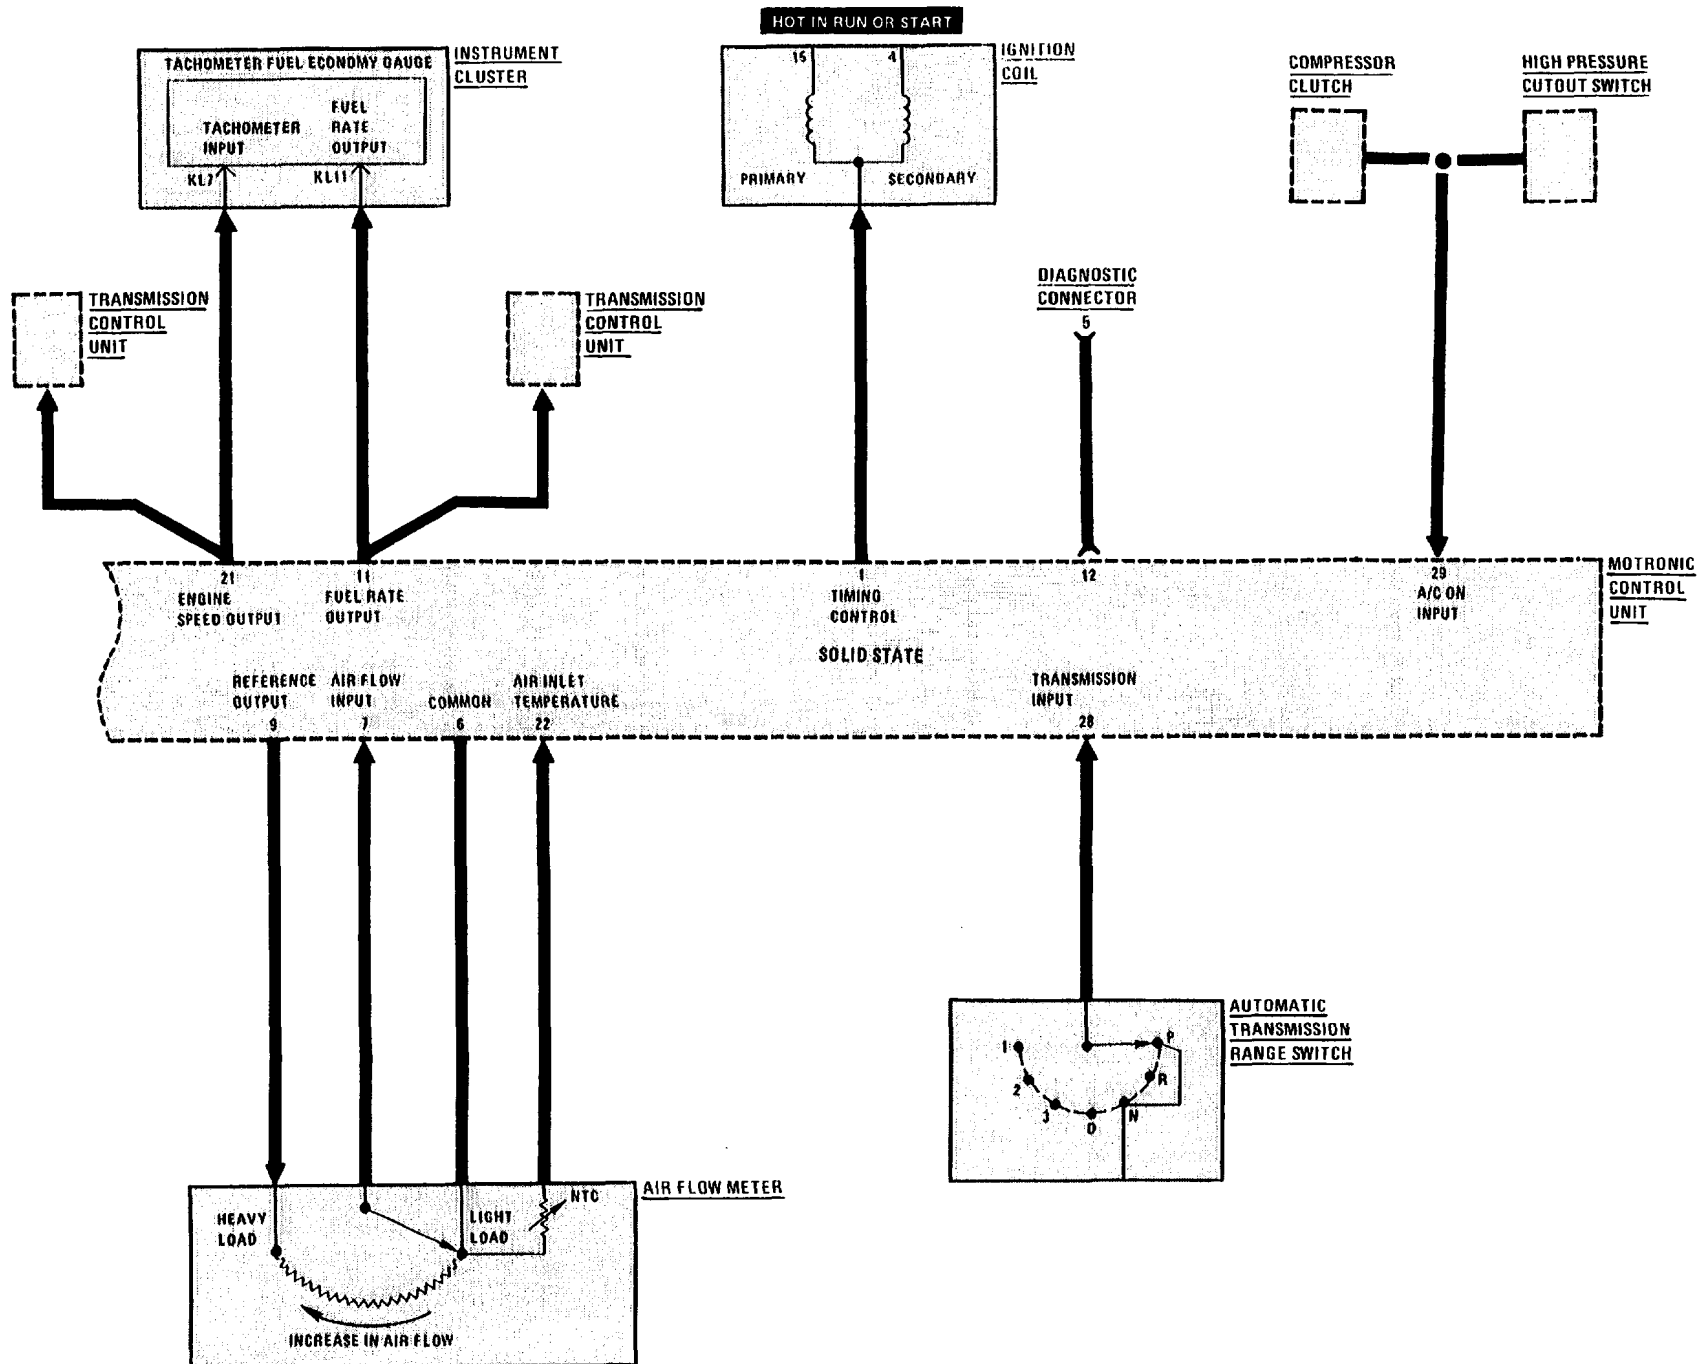 HOT IN RUN OR START
INSTRUMENT
CLUSTER
TACHOMETER FUEL ECONOMY GAUGE
TACHOMETER
INPUT
FUEL
RATE
OUTPUT
KL7
KL11
IGNITION
COIL
15
4
PRIMARY
SECONDARY
COMPRESSOR
CLUTCH
HIGH PRESSURE
CUTOUT SWITCH
TRANSMISSION
CONTROL
UNIT
TRANSMISSION
CONTROL
UNIT
DIAGNOSTIC
CONNECTOR
5
MOTRONIC
CONTROL
UNIT
21
ENGINE
SPEED OUTPUT
11
FUEL RATE
OUTPUT
1
TIMING
CONTROL
12
29
A/C ON
INPUT
SOLID STATE
REFERENCE
OUTPUT
9
AIR FLOW
INPUT
7
COMMON
6
AIR INLET
TEMPERATURE
22
TRANSMISSION
INPUT
28
AUTOMATIC
TRANSMISSION
RANGE SWITCH
1
2
3
D
N
R
P
AIR FLOW METER
HEAVY
LOAD
LIGHT
LOAD
NTC
INCREASE IN AIR FLOW